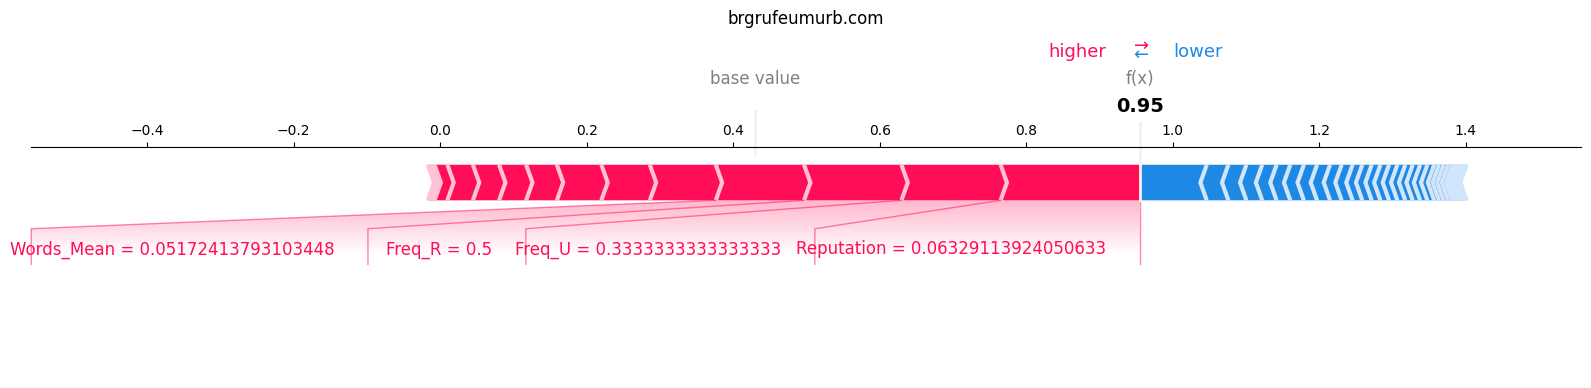 brgrufeumurb.com
higher ⇄ lower
base value f(x)
0.95
−0.4 −0.2 0.0 0.2 0.4 0.6 0.8 1.0 1.2 1.4
Words_Mean = 0.05172413793103448 Freq_R = 0.5 Freq_U = 0.3333333333333333 Reputation = 0.06329113924050633